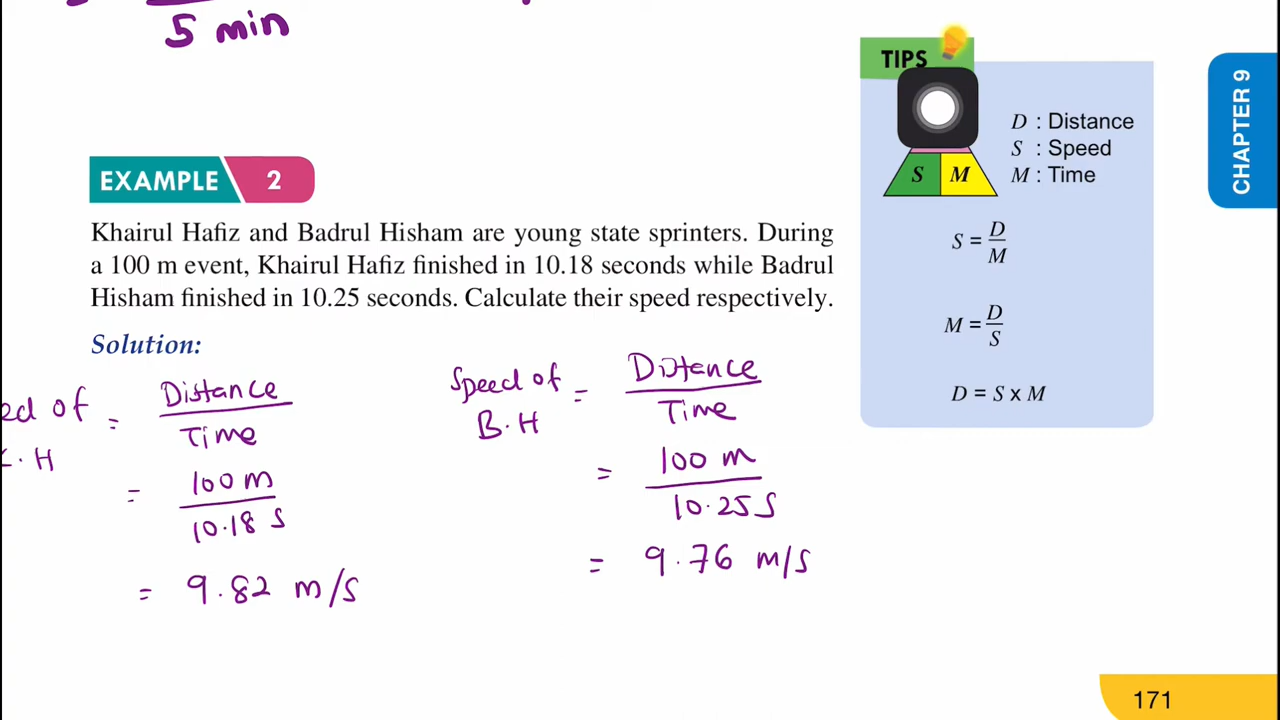 5 min
TIPS
D : Distance
S : Speed
M : Time
S M
S = D/M
M = D/S
D = S x M
CHAPTER 9
EXAMPLE 2
Khairul Hafiz and Badrul Hisham are young state sprinters. During
a 100 m event, Khairul Hafiz finished in 10.18 seconds while Badrul
Hisham finished in 10.25 seconds. Calculate their speed respectively.
Solution:
ed of = Distance
Time
. H
= 100 m
10.18 s
= 9.82 m/s
Speed of = Distance
B.H Time
= 100 m
10.25 s
= 9.76 m/s
171